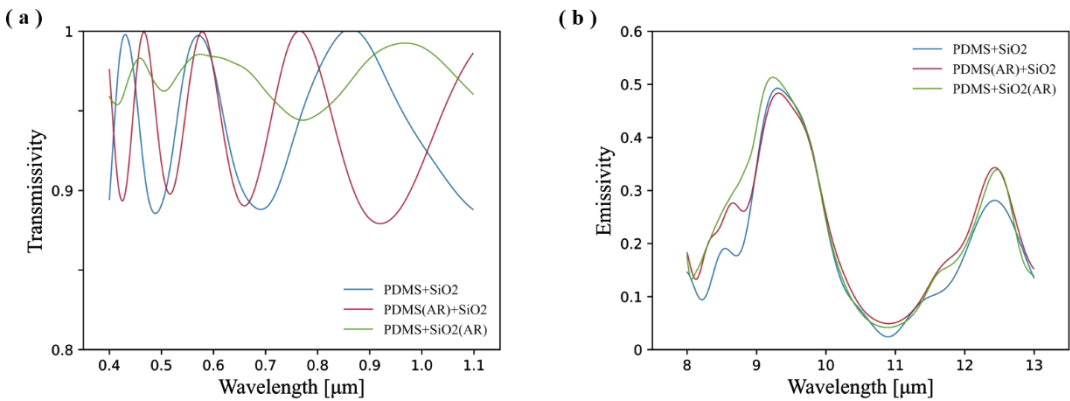 ( a )
1
0.9
0.8
Transmissivity
PDMS+SiO2
PDMS(AR)+SiO2
PDMS+SiO2(AR)
0.4 0.5 0.6 0.7 0.8 0.9 1.0 1.1
Wavelength [μm]
( b )
0.6
0.5
0.4
0.3
0.2
0.1
0
Emissivity
PDMS+SiO2
PDMS(AR)+SiO2
PDMS+SiO2(AR)
8 9 10 11 12 13
Wavelength [μm]